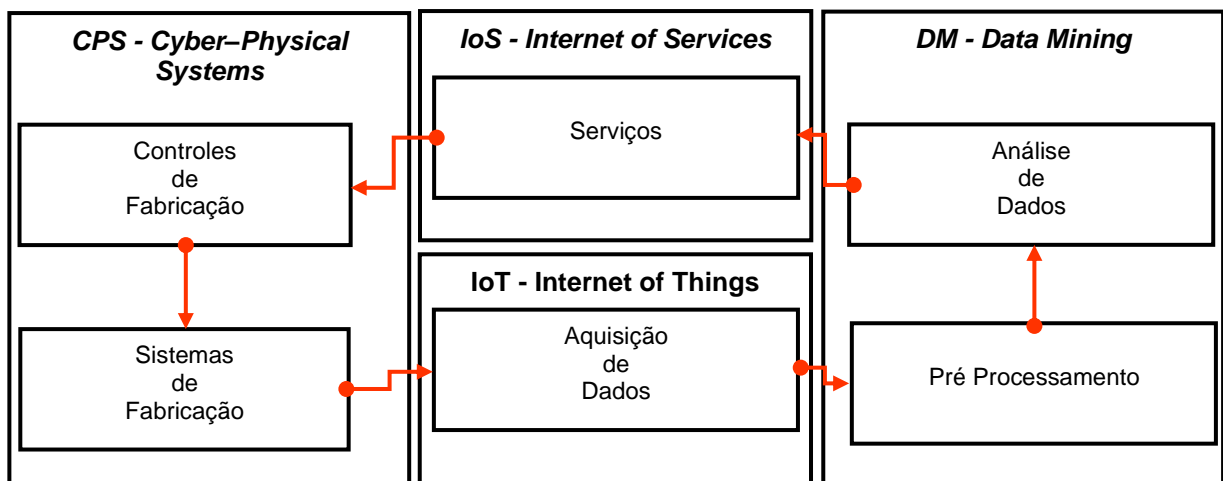 CPS - Cyber–Physical
Systems
Controles
de
Fabricação
Sistemas
de
Fabricação
IoS - Internet of Services
Serviços
IoT - Internet of Things
Aquisição
de
Dados
DM - Data Mining
Análise
de
Dados
Pré Processamento